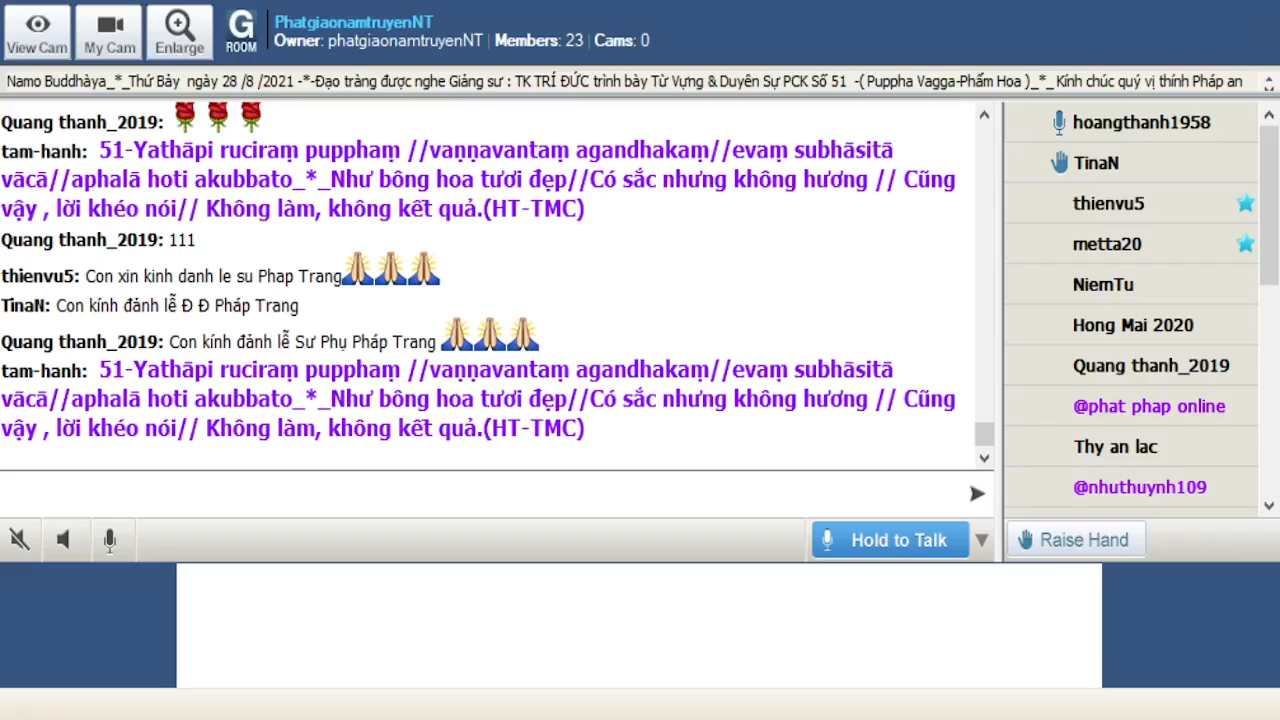 View Cam
My Cam
Enlarge
G
ROOM
PhatgiaonamtruyenNT
Owner: phatgiaonamtruyenNT | Members: 23 | Cams: 0
Namo Buddhàya_*_Thứ Bảy ngày 28 /8 /2021 -*-Đạo tràng được nghe Giảng sư : TK TRÍ ĐỨC trình bày Từ Vựng & Duyên Sự PCK Số 51 -( Puppha Vagga-Phẩm Hoa )_*_Kính chúc quý vị thính Pháp an
Quang thanh_2019:
tam-hanh: 51-Yathāpi ruciraṃ pupphaṃ //vaṇṇavantaṃ agandhakaṃ//evaṃ subhāsitā
vācā//aphalā hoti akubbato_*_Như bông hoa tươi đẹp//Có sắc nhưng không hương // Cũng
vậy , lời khéo nói// Không làm, không kết quả.(HT-TMC)
Quang thanh_2019: 111
thienvu5: Con xin kinh danh le su Phap Trang
TinaN: Con kính đảnh lễ Đ Đ Pháp Trang
Quang thanh_2019: Con kính đảnh lễ Sư Phụ Pháp Trang
tam-hanh: 51-Yathāpi ruciraṃ pupphaṃ //vaṇṇavantaṃ agandhakaṃ//evaṃ subhāsitā
vācā//aphalā hoti akubbato_*_Như bông hoa tươi đẹp//Có sắc nhưng không hương // Cũng
vậy , lời khéo nói// Không làm, không kết quả.(HT-TMC)
hoangthanh1958
TinaN
thienvu5
metta20
NiemTu
Hong Mai 2020
Quang thanh_2019
@phat phap online
Thy an lac
@nhuthuynh109
Hold to Talk
Raise Hand